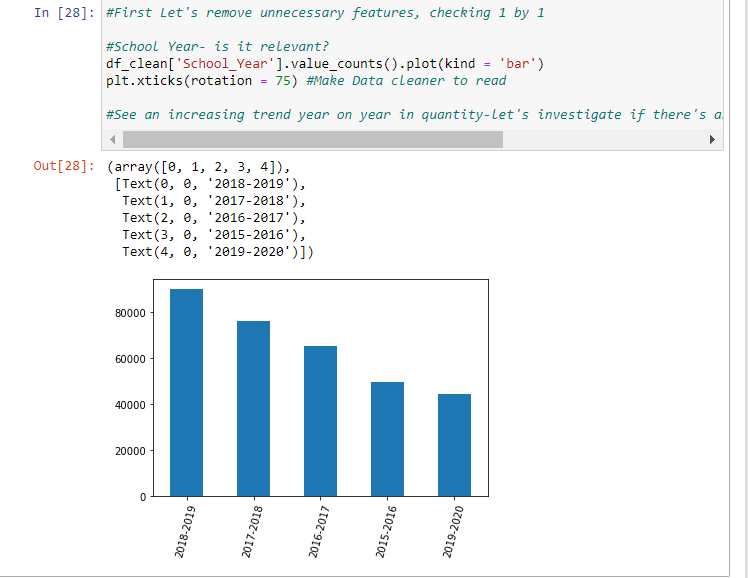 In [28]: #First Let's remove unnecessary features, checking 1 by 1
#School Year- is it relevant?
df_clean['School_Year'].value_counts().plot(kind = 'bar')
plt.xticks(rotation = 75) #Make Data cleaner to read
#See an increasing trend year on year in quantity-let's investigate if there's a
Out[28]: (array([0, 1, 2, 3, 4]),
[Text(0, 0, '2018-2019'),
Text(1, 0, '2017-2018'),
Text(2, 0, '2016-2017'),
Text(3, 0, '2015-2016'),
Text(4, 0, '2019-2020')])
80000
60000
40000
20000
0
2018-2019
2017-2018
2016-2017
2015-2016
2019-2020